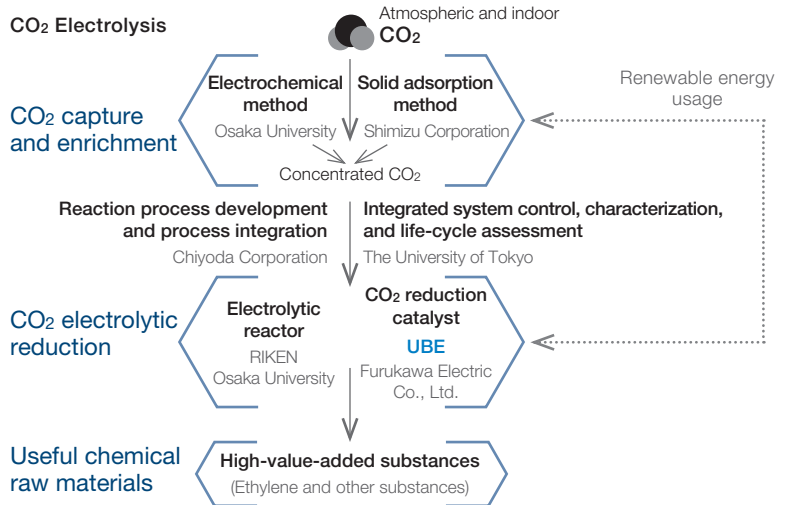 CO₂ Electrolysis
Atmospheric and indoor
CO₂
CO₂ capture
and enrichment
Electrochemical
method
Osaka University
Solid adsorption
method
Shimizu Corporation
Concentrated CO₂
Renewable energy
usage
Reaction process development
and process integration
Chiyoda Corporation
Integrated system control, characterization,
and life-cycle assessment
The University of Tokyo
CO₂ electrolytic
reduction
Electrolytic
reactor
RIKEN
Osaka University
CO₂ reduction
catalyst
UBE
Furukawa Electric
Co., Ltd.
Useful chemical
raw materials
High-value-added substances
(Ethylene and other substances)